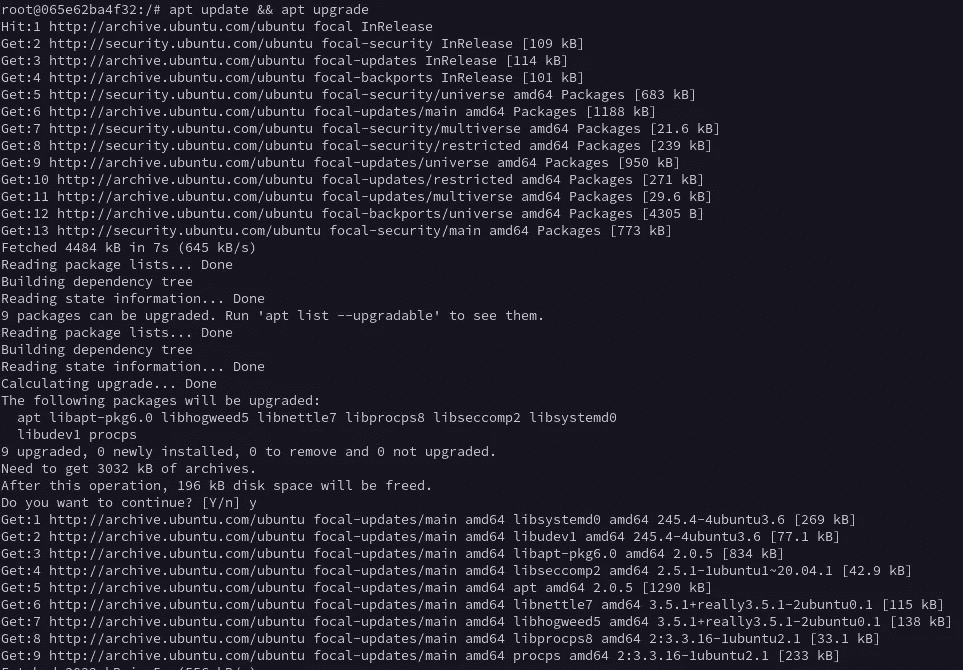 root@065e62ba4f32:/# apt update && apt upgrade
Hit:1 http://archive.ubuntu.com/ubuntu focal InRelease
Get:2 http://security.ubuntu.com/ubuntu focal-security InRelease [109 kB]
Get:3 http://archive.ubuntu.com/ubuntu focal-updates InRelease [114 kB]
Get:4 http://archive.ubuntu.com/ubuntu focal-backports InRelease [101 kB]
Get:5 http://security.ubuntu.com/ubuntu focal-security/universe amd64 Packages [683 kB]
Get:6 http://archive.ubuntu.com/ubuntu focal-updates/main amd64 Packages [1188 kB]
Get:7 http://security.ubuntu.com/ubuntu focal-security/multiverse amd64 Packages [21.6 kB]
Get:8 http://security.ubuntu.com/ubuntu focal-security/restricted amd64 Packages [239 kB]
Get:9 http://archive.ubuntu.com/ubuntu focal-updates/universe amd64 Packages [950 kB]
Get:10 http://archive.ubuntu.com/ubuntu focal-updates/restricted amd64 Packages [271 kB]
Get:11 http://archive.ubuntu.com/ubuntu focal-updates/multiverse amd64 Packages [29.6 kB]
Get:12 http://archive.ubuntu.com/ubuntu focal-backports/universe amd64 Packages [4305 B]
Get:13 http://security.ubuntu.com/ubuntu focal-security/main amd64 Packages [773 kB]
Fetched 4484 kB in 7s (645 kB/s)
Reading package lists... Done
Building dependency tree
Reading state information... Done
9 packages can be upgraded. Run 'apt list --upgradable' to see them.
Reading package lists... Done
Building dependency tree
Reading state information... Done
Calculating upgrade... Done
The following packages will be upgraded:
  apt libapt-pkg6.0 libhogweed5 libnettle7 libprocps8 libseccomp2 libsystemd0
  libudev1 procps
9 upgraded, 0 newly installed, 0 to remove and 0 not upgraded.
Need to get 3032 kB of archives.
After this operation, 196 kB disk space will be freed.
Do you want to continue? [Y/n] y
Get:1 http://archive.ubuntu.com/ubuntu focal-updates/main amd64 libsystemd0 amd64 245.4-4ubuntu3.6 [269 kB]
Get:2 http://archive.ubuntu.com/ubuntu focal-updates/main amd64 libudev1 amd64 245.4-4ubuntu3.6 [77.1 kB]
Get:3 http://archive.ubuntu.com/ubuntu focal-updates/main amd64 libapt-pkg6.0 amd64 2.0.5 [834 kB]
Get:4 http://archive.ubuntu.com/ubuntu focal-updates/main amd64 libseccomp2 amd64 2.5.1-1ubuntu1~20.04.1 [42.9 kB]
Get:5 http://archive.ubuntu.com/ubuntu focal-updates/main amd64 apt amd64 2.0.5 [1290 kB]
Get:6 http://archive.ubuntu.com/ubuntu focal-updates/main amd64 libnettle7 amd64 3.5.1+really3.5.1-2ubuntu0.1 [115 kB]
Get:7 http://archive.ubuntu.com/ubuntu focal-updates/main amd64 libhogweed5 amd64 3.5.1+really3.5.1-2ubuntu0.1 [138 kB]
Get:8 http://archive.ubuntu.com/ubuntu focal-updates/main amd64 libprocps8 amd64 2:3.3.16-1ubuntu2.1 [33.1 kB]
Get:9 http://archive.ubuntu.com/ubuntu focal-updates/main amd64 procps amd64 2:3.3.16-1ubuntu2.1 [233 kB]